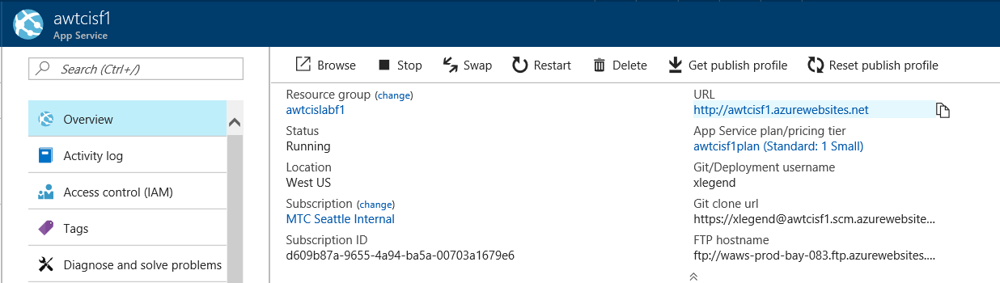 awtcisf1
App Service
Search (Ctrl+/)
Overview
Activity log
Access control (IAM)
Tags
Diagnose and solve problems
Browse Stop Swap Restart Delete Get publish profile Reset publish profile
Resource group (change)
awtcislabf1
Status
Running
Location
West US
Subscription (change)
MTC Seattle Internal
Subscription ID
d609b87a-9655-4a94-ba5a-00703a1679e6
URL
http://awtcisf1.azurewebsites.net
App Service plan/pricing tier
awtcisf1plan (Standard: 1 Small)
Git/Deployment username
xlegend
Git clone url
https://xlegend@awtcisf1.scm.azurewebsite...
FTP hostname
ftp://waws-prod-bay-083.ftp.azurewebsites....